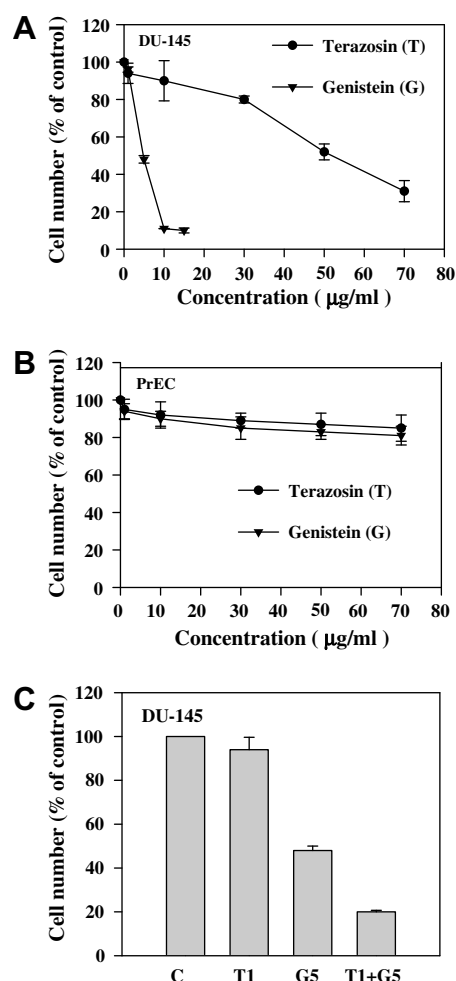 A
DU-145
Terazosin (T)
Genistein (G)
Cell number (% of control)
120
100
80
60
40
20
0
0 10 20 30 40 50 60 70 80
Concentration ( μg/ml )
B
PrEC
Terazosin (T)
Genistein (G)
Cell number (% of control)
120
100
80
60
40
20
0
0 10 20 30 40 50 60 70 80
Concentration ( μg/ml )
C
DU-145
Cell number (% of control)
120
100
80
60
40
20
0
C T1 G5 T1+G5